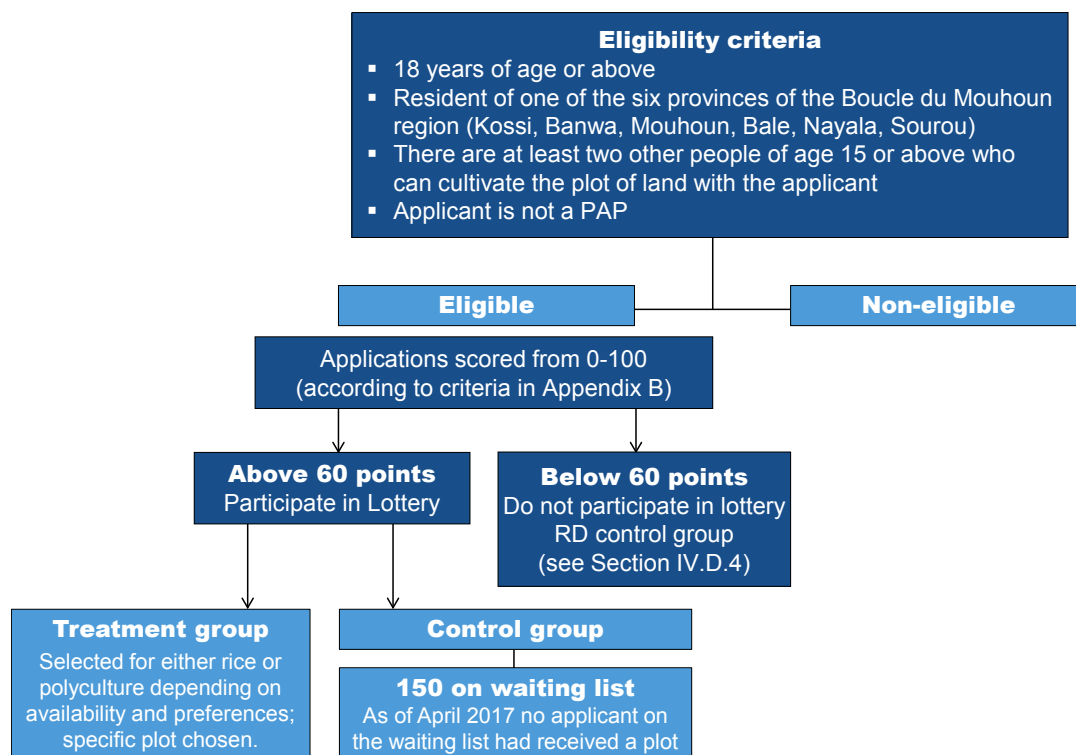 Eligibility criteria
▪ 18 years of age or above
▪ Resident of one of the six provinces of the Boucle du Mouhoun
region (Kossi, Banwa, Mouhoun, Bale, Nayala, Sourou)
▪ There are at least two other people of age 15 or above who
can cultivate the plot of land with the applicant
▪ Applicant is not a PAP
Eligible
Non-eligible
Applications scored from 0-100
(according to criteria in Appendix B)
Above 60 points
Participate in Lottery
Below 60 points
Do not participate in lottery
RD control group
(see Section IV.D.4)
Treatment group
Selected for either rice or
polyculture depending on
availability and preferences;
specific plot chosen.
Control group
150 on waiting list
As of April 2017 no applicant on
the waiting list had received a plot